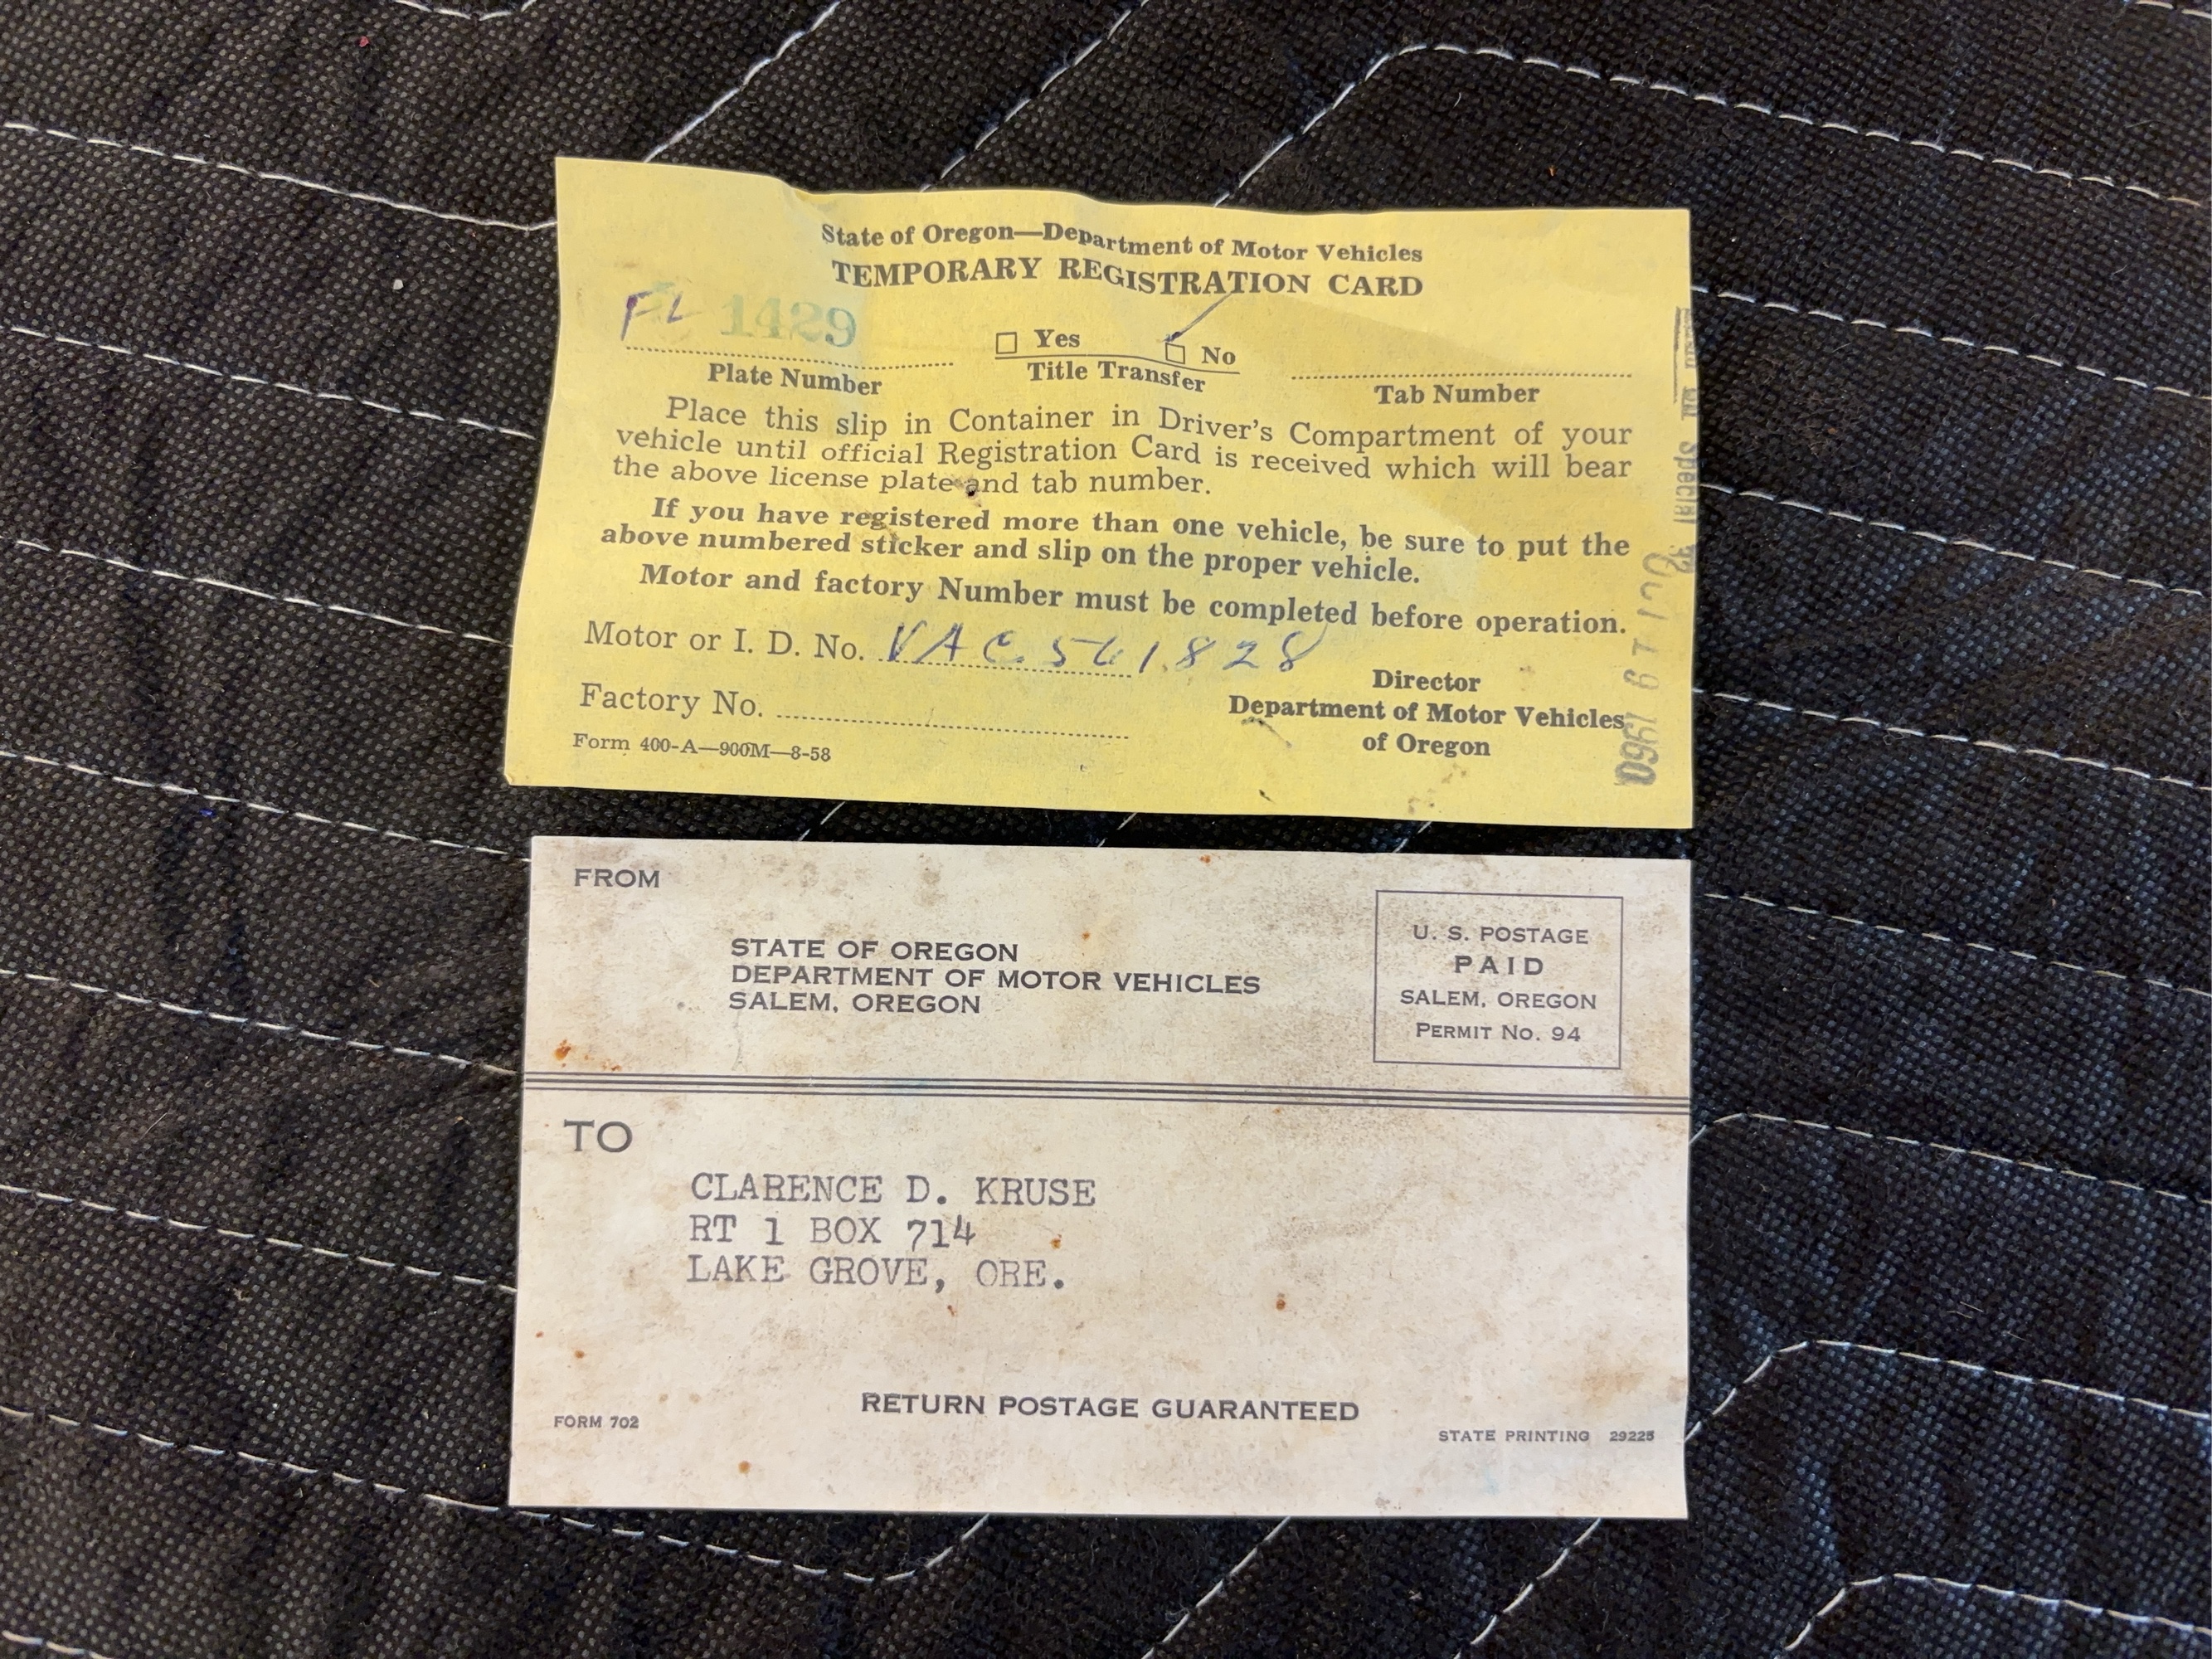 State of Oregon—Department of Motor Vehicles
TEMPORARY REGISTRATION CARD
FL 1489
Yes No
Plate Number Title Transfer Tab Number
Place this slip in Container in Driver's Compartment of your
vehicle until official Registration Card is received which will bear
the above license plate and tab number.
If you have registered more than one vehicle, be sure to put the
above numbered sticker and slip on the proper vehicle.
Motor and factory Number must be completed before operation.
Motor or I. D. No. VAC 561828
Factory No.
Director
Department of Motor Vehicles
of Oregon
Form 400-A—900M—8-58
Special
OCT 19 1960
FROM
STATE OF OREGON
DEPARTMENT OF MOTOR VEHICLES
SALEM, OREGON
U. S. POSTAGE
PAID
SALEM, OREGON
PERMIT NO. 94
TO
CLARENCE D. KRUSE
RT 1 BOX 714
LAKE GROVE, ORE.
RETURN POSTAGE GUARANTEED
FORM 702
STATE PRINTING 29225